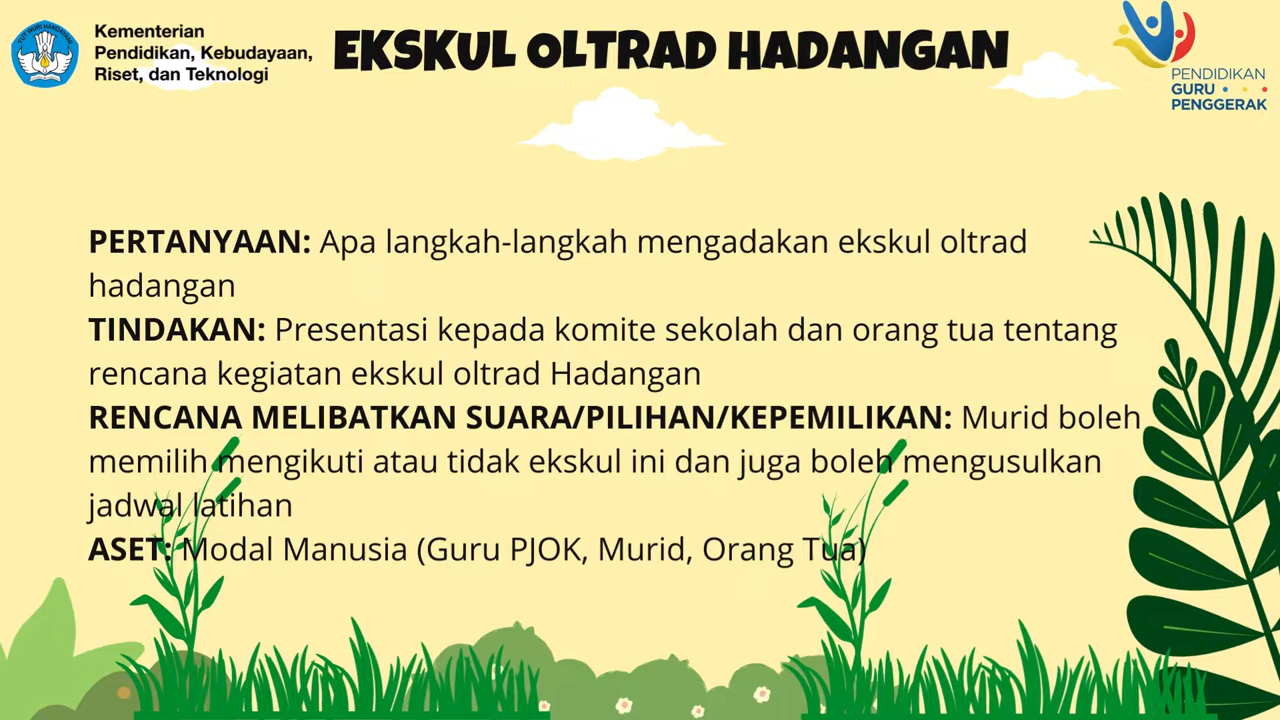 Kementerian
Pendidikan, Kebudayaan,
Riset, dan Teknologi
EKSKUL OLTRAD HADANGAN
PENDIDIKAN
GURU
PENGGERAK
PERTANYAAN: Apa langkah-langkah mengadakan ekskul oltrad
hadangan
TINDAKAN: Presentasi kepada komite sekolah dan orang tua tentang
rencana kegiatan ekskul oltrad Hadangan
RENCANA MELIBATKAN SUARA/PILIHAN/KEPEMILIKAN: Murid boleh
memilih mengikuti atau tidak ekskul ini dan juga boleh mengusulkan
jadwal latihan
ASET: Modal Manusia (Guru PJOK, Murid, Orang Tua)